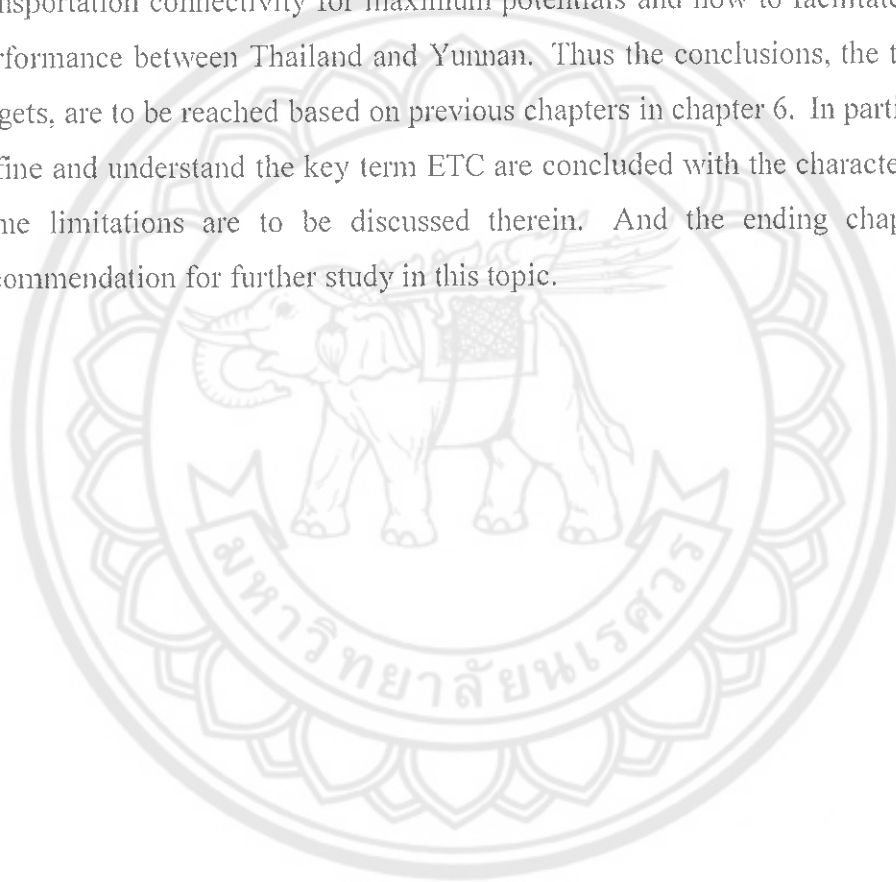 nsportation connectivity for maximum potentials and how to facilitate
rformance between Thailand and Yunnan. Thus the conclusions, the t
gets, are to be reached based on previous chapters in chapter 6. In parti
fine and understand the key term ETC are concluded with the characte
me limitations are to be discussed therein. And the ending chap
commendation for further study in this topic.
มหาวิทยาลัยนเรศวร